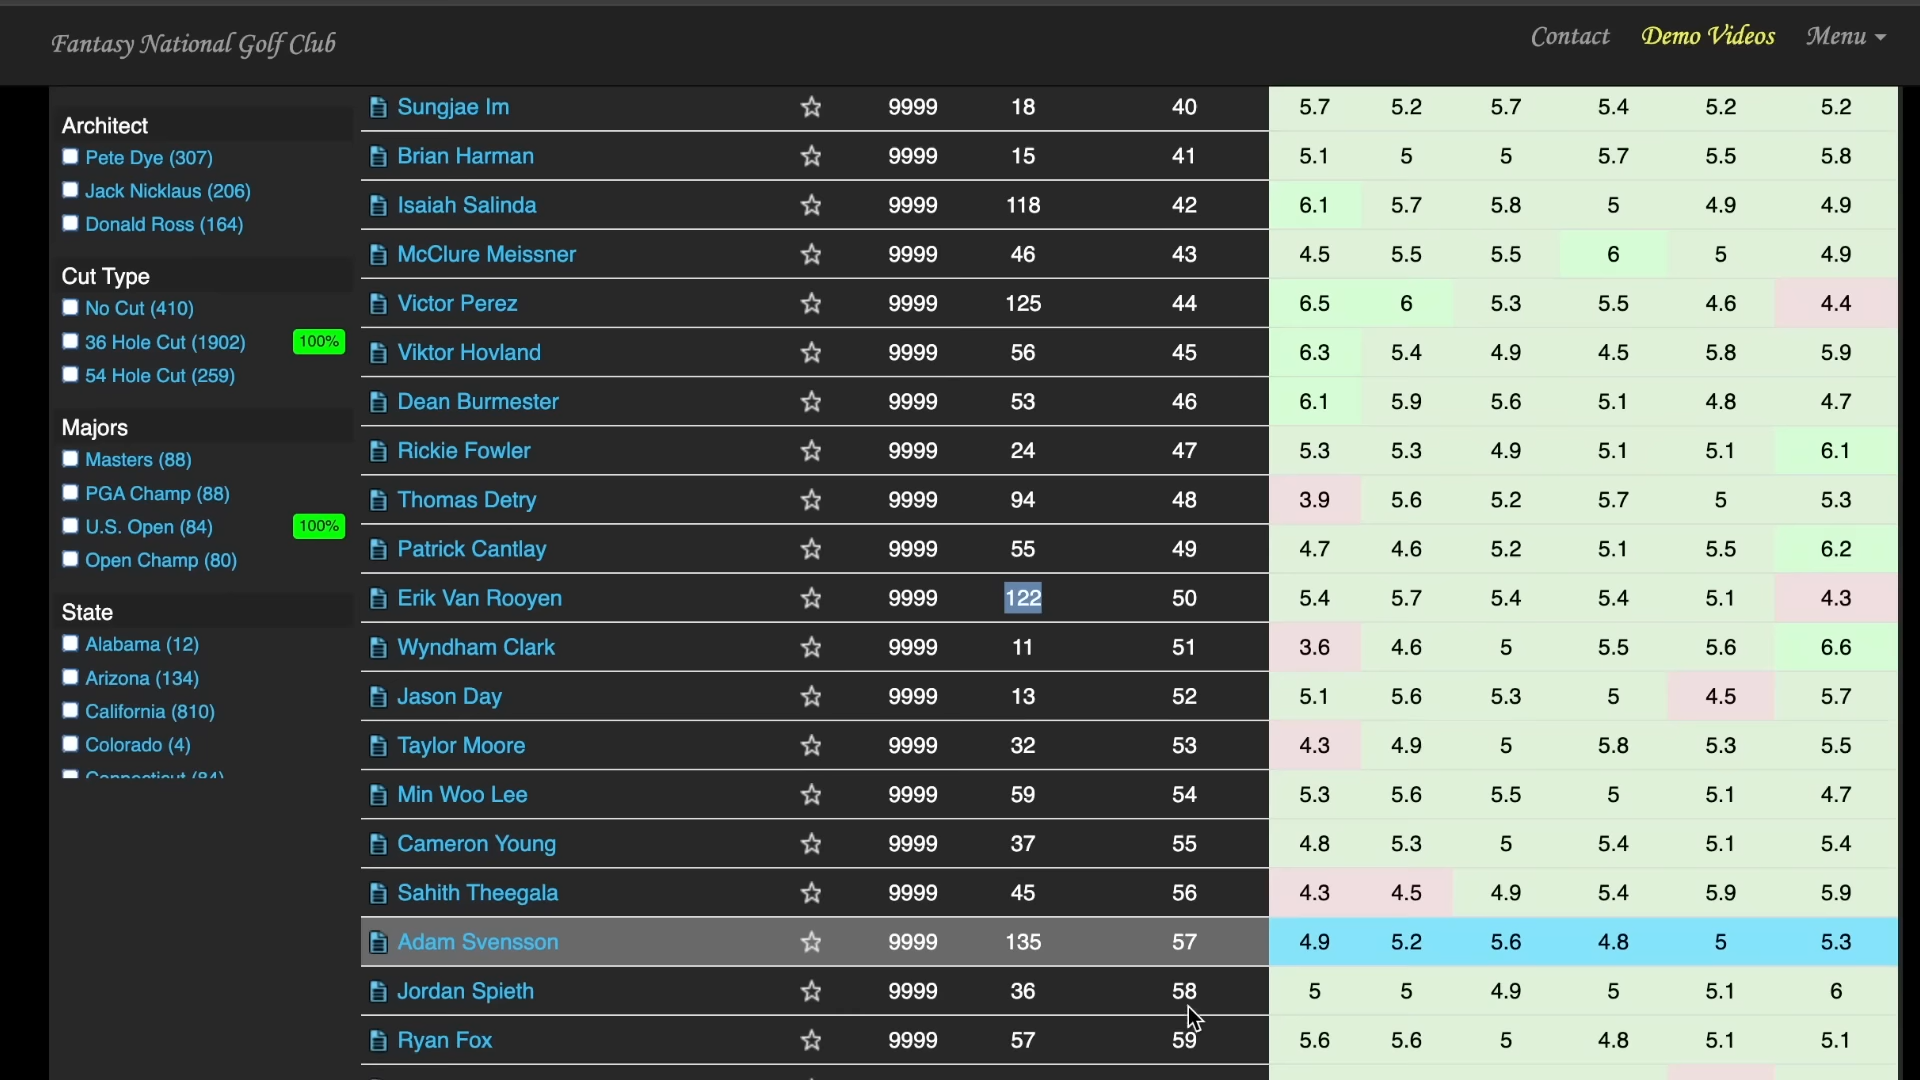 Fantasy National Golf Club
Contact Demo Videos Menu
Architect
Pete Dye (307)
Jack Nicklaus (206)
Donald Ross (164)
Cut Type
No Cut (410)
36 Hole Cut (1902) 100%
54 Hole Cut (259)
Majors
Masters (88)
PGA Champ (88)
U.S. Open (84) 100%
Open Champ (80)
State
Alabama (12)
Arizona (134)
California (810)
Colorado (4)
Connecticut (84)
Sungjae Im 9999 18 40 5.7 5.2 5.7 5.4 5.2 5.2
Brian Harman 9999 15 41 5.1 5 5 5.7 5.5 5.8
Isaiah Salinda 9999 118 42 6.1 5.7 5.8 5 4.9 4.9
McClure Meissner 9999 46 43 4.5 5.5 5.5 6 5 4.9
Victor Perez 9999 125 44 6.5 6 5.3 5.5 4.6 4.4
Viktor Hovland 9999 56 45 6.3 5.4 4.9 4.5 5.8 5.9
Dean Burmester 9999 53 46 6.1 5.9 5.6 5.1 4.8 4.7
Rickie Fowler 9999 24 47 5.3 5.3 4.9 5.1 5.1 6.1
Thomas Detry 9999 94 48 3.9 5.6 5.2 5.7 5 5.3
Patrick Cantlay 9999 55 49 4.7 4.6 5.2 5.1 5.5 6.2
Erik Van Rooyen 9999 122 50 5.4 5.7 5.4 5.4 5.1 4.3
Wyndham Clark 9999 11 51 3.6 4.6 5 5.5 5.6 6.6
Jason Day 9999 13 52 5.1 5.6 5.3 5 4.5 5.7
Taylor Moore 9999 32 53 4.3 4.9 5 5.8 5.3 5.5
Min Woo Lee 9999 59 54 5.3 5.6 5.5 5 5.1 4.7
Cameron Young 9999 37 55 4.8 5.3 5 5.4 5.1 5.4
Sahith Theegala 9999 45 56 4.3 4.5 4.9 5.4 5.9 5.9
Adam Svensson 9999 135 57 4.9 5.2 5.6 4.8 5 5.3
Jordan Spieth 9999 36 58 5 5 4.9 5 5.1 6
Ryan Fox 9999 57 59 5.6 5.6 5 4.8 5.1 5.1